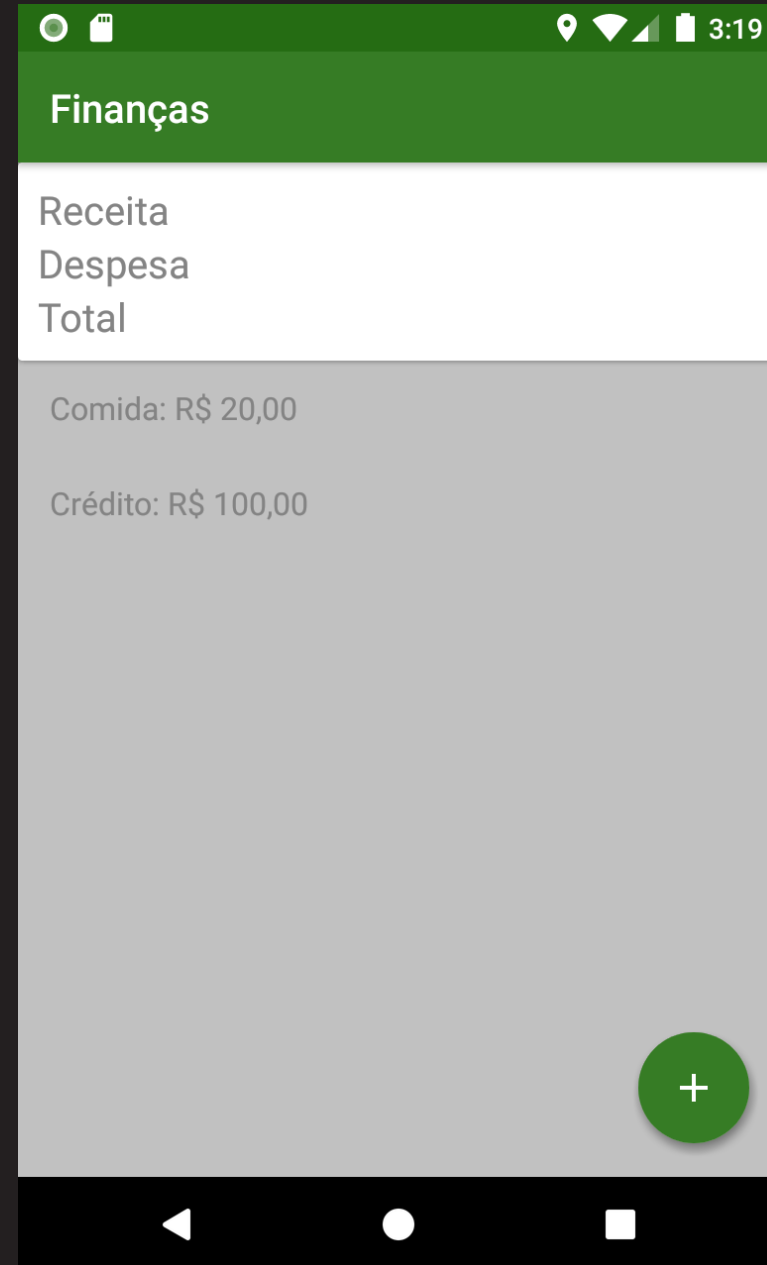 3:19
Finanças
Receita
Despesa
Total
Comida: R$ 20,00
Crédito: R$ 100,00
+